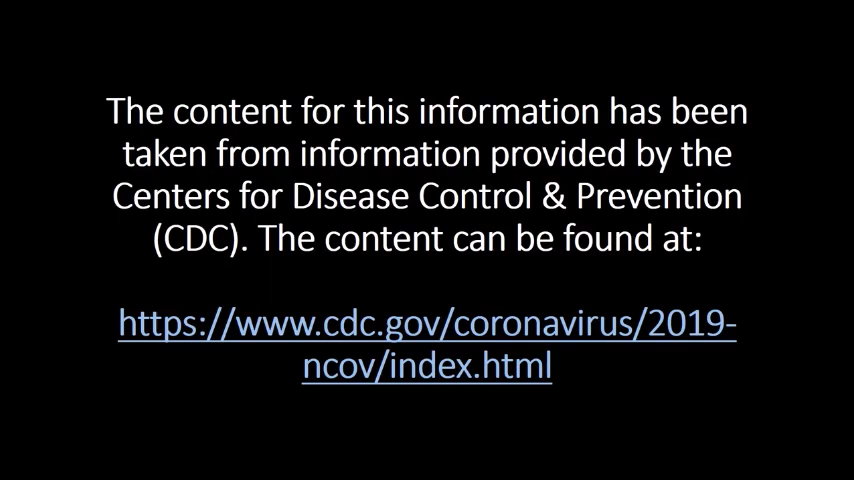 The content for this information has been
taken from information provided by the
Centers for Disease Control & Prevention
(CDC). The content can be found at:
https://www.cdc.gov/coronavirus/2019-
ncov/index.html